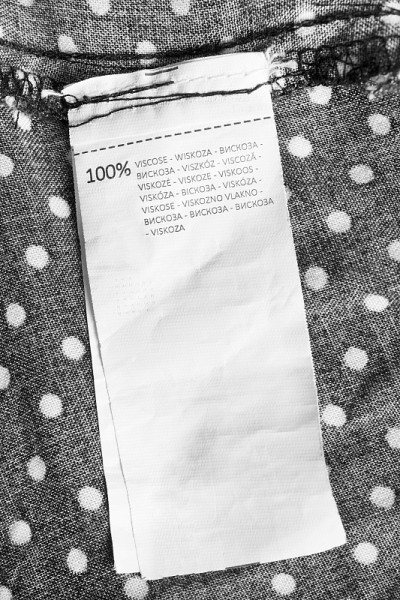 100% VISCOSE - WISKOZA - ВИСКОЗА -
ВИСКОЗА - VISZKÓZ - VISCOZĂ -
VISKOZĖ - VISKOZE - VISKOOS -
VISKÓZA - ВІСКОЗА - VISKÓZA -
VISKOSE - VISKOZNO VLAKNO -
ВИСКОЗА - ВИСКОЗА - ВИСКОЗА
- VISKOZA